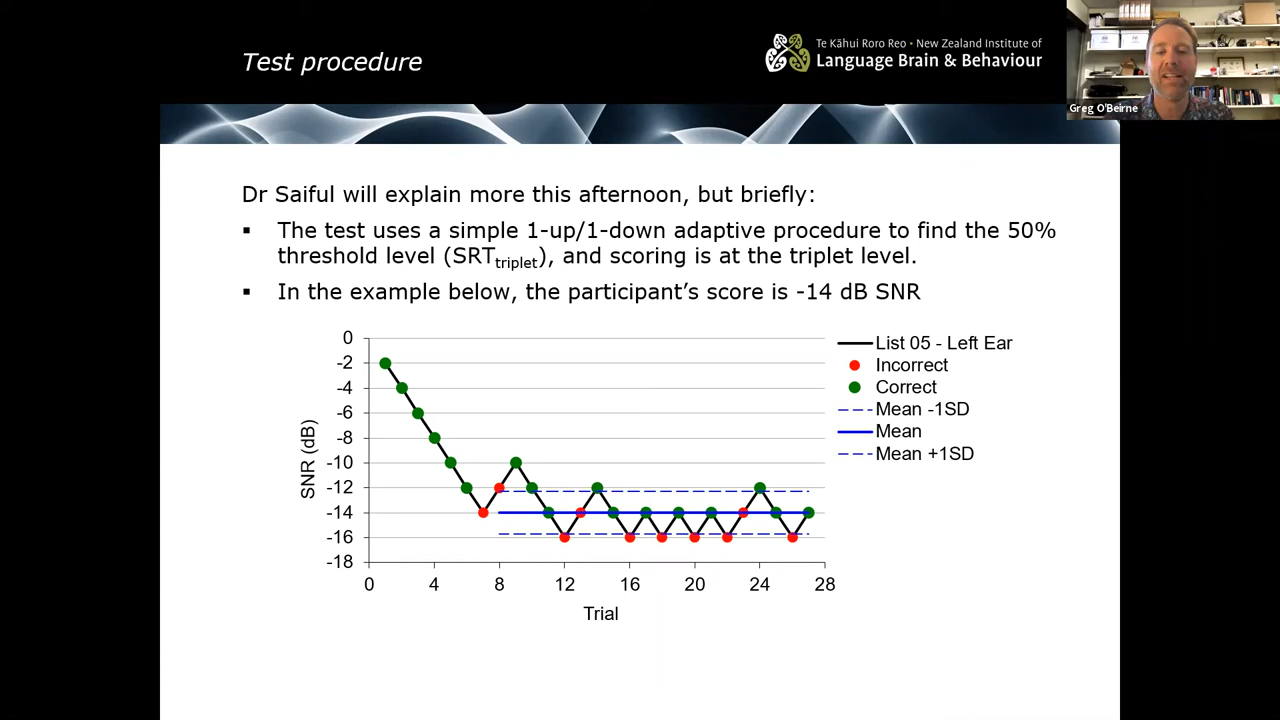 Test procedure
Te Kāhui Roro Reo • New Zealand Institute of
Language Brain & Behaviour
Greg O'Beirne
Dr Saiful will explain more this afternoon, but briefly:
▪ The test uses a simple 1-up/1-down adaptive procedure to find the 50%
threshold level (SRTtriplet), and scoring is at the triplet level.
▪ In the example below, the participant's score is -14 dB SNR
0
-2
-4
-6
-8
-10
-12
-14
-16
-18
SNR (dB)
0 4 8 12 16 20 24 28
Trial
List 05 - Left Ear
Incorrect
Correct
Mean -1SD
Mean
Mean +1SD